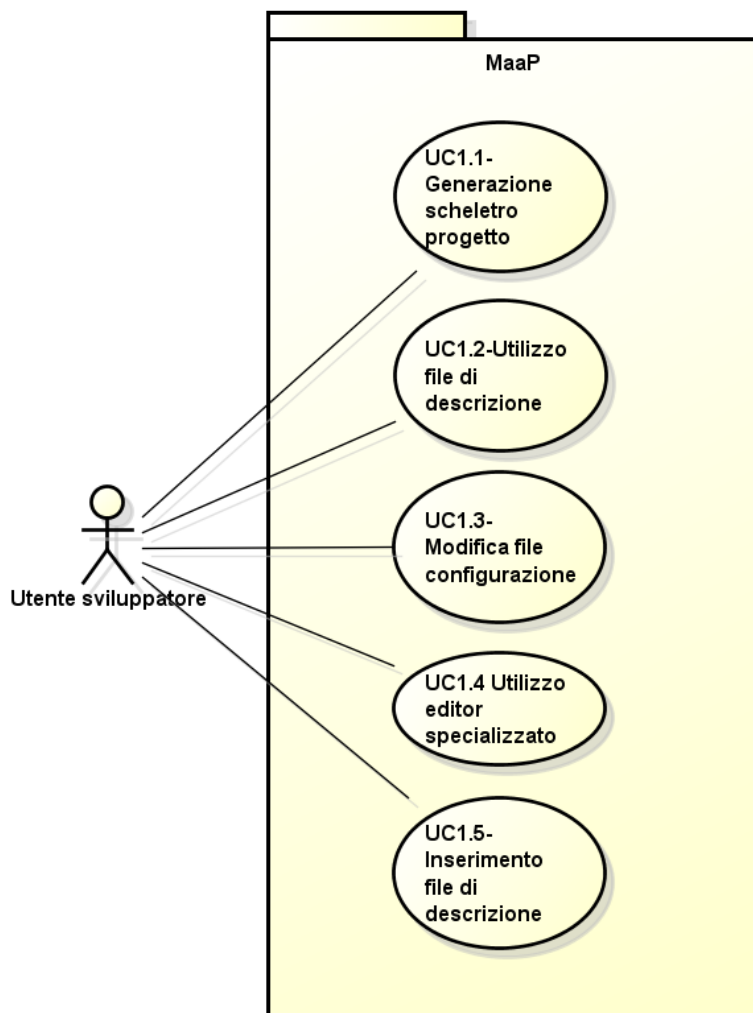 MaaP
UC1.1-
Generazione
scheletro
progetto
UC1.2-Utilizzo
file di
descrizione
UC1.3-
Modifica file
configurazione
Utente sviluppatore
UC1.4 Utilizzo
editor
specializzato
UC1.5-
Inserimento
file di
descrizione